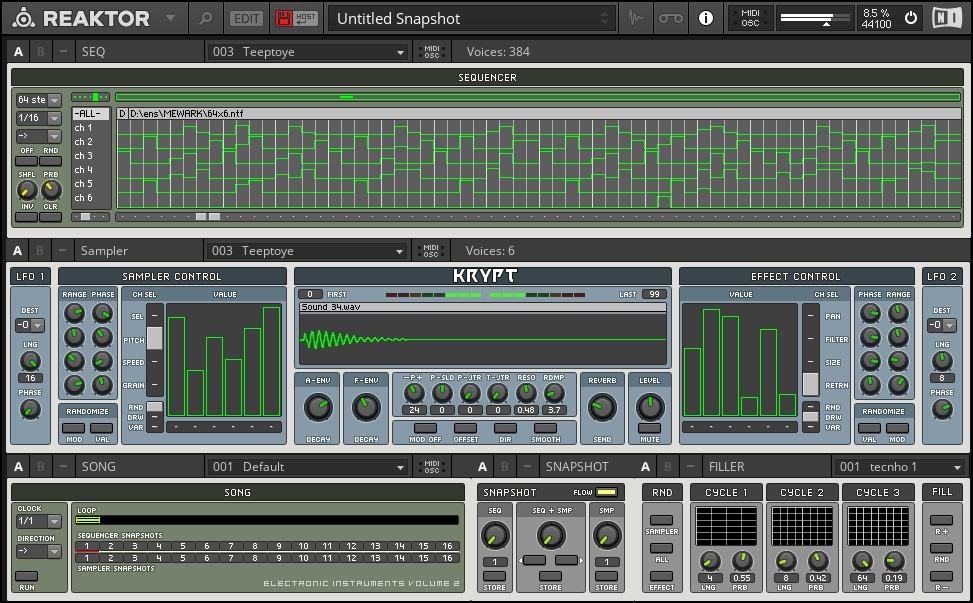 REAKTOR EDIT HOST Untitled Snapshot MIDI OSC 8.5 % 44100 NI
A B SEQ 003 Teeptoye MIDI OSC Voices: 384
SEQUENCER
64 ste
1/16
->
OFF RND
SHFL PRB
INV CLR
-ALL-
ch 1
ch 2
ch 3
ch 4
ch 5
ch 6
D D:\ens\MEWARK\64x6.ntf
A B Sampler 003 Teeptoye MIDI OSC Voices: 6
LFO 1
DEST
-0
LNG
16
PHASE
SAMPLER CONTROL
RANGE PHASE CH SEL VALUE
SEL
PITCH
SPEED
GRAIN
RND
DRW
VAR
RANDOMIZE
MOD VAL
KRYPT
0 FIRST LAST 99
Sound 34.wav
A-ENV
DECAY
F-ENV
DECAY
-P+ P-SLD P-JTR T-JTR RESO RDMP
24 0 0 0 0.48 3.7
MOD OFF OFFSET DIR SMOOTH
REVERB
SEND
LEVEL
MUTE
EFFECT CONTROL
VALUE CH SEL PHASE RANGE
PAN
FILTER
SIZE
RETRN
RND
DRW
VAR
RANDOMIZE
VAL MOD
LFO 2
DEST
-0
LNG
8
PHASE
A B SONG 001 Default MIDI OSC
A B SNAPSHOT
A B FILLER 001 tecnho 1
SONG
CLOCK
1/1
DIRECTION
->
RUN
LOOP
SEQUENCER SNAPSHOTS
1 2 3 4 5 6 7 8 9 10 11 12 13 14 15 16
1 2 3 4 5 6 7 8 9 10 11 12 13 14 15 16
SAMPLER SNAPSHOTS
ELECTRONIC INSTRUMENTS VOLUME 2
SNAPSHOT FLOW
SEQ SEQ + SMP SMP
1 1
STORE STORE STORE
RND
SAMPLER
ALL
EFFECT
CYCLE 1
4 0.55
LNG PRB
CYCLE 2
8 0.42
LNG PRB
CYCLE 3
64 0.19
LNG PRB
FILL
R +
RND
R -